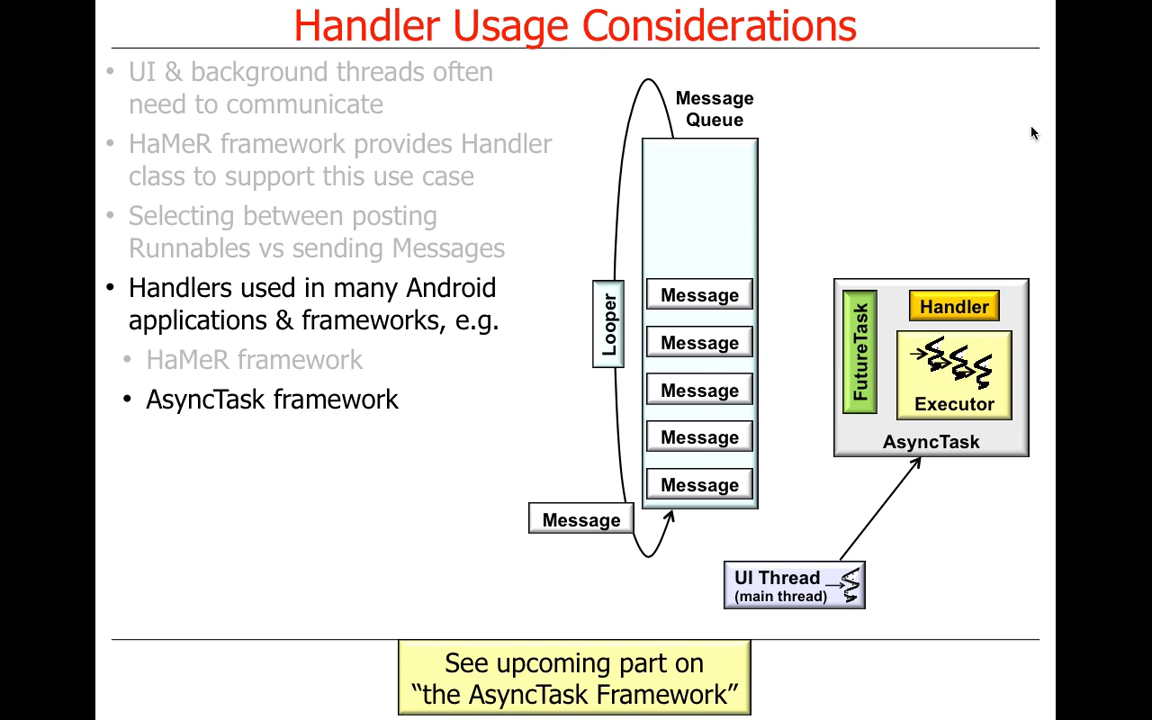 Handler Usage Considerations
• UI & background threads often
need to communicate
• HaMeR framework provides Handler
class to support this use case
• Selecting between posting
Runnables vs sending Messages
• Handlers used in many Android
applications & frameworks, e.g.
• HaMeR framework
• AsyncTask framework
Message
Queue
Looper
Message
Message
Message
Message
Message
Message
FutureTask
Handler
Executor
AsyncTask
UI Thread
(main thread)
See upcoming part on
“the AsyncTask Framework”